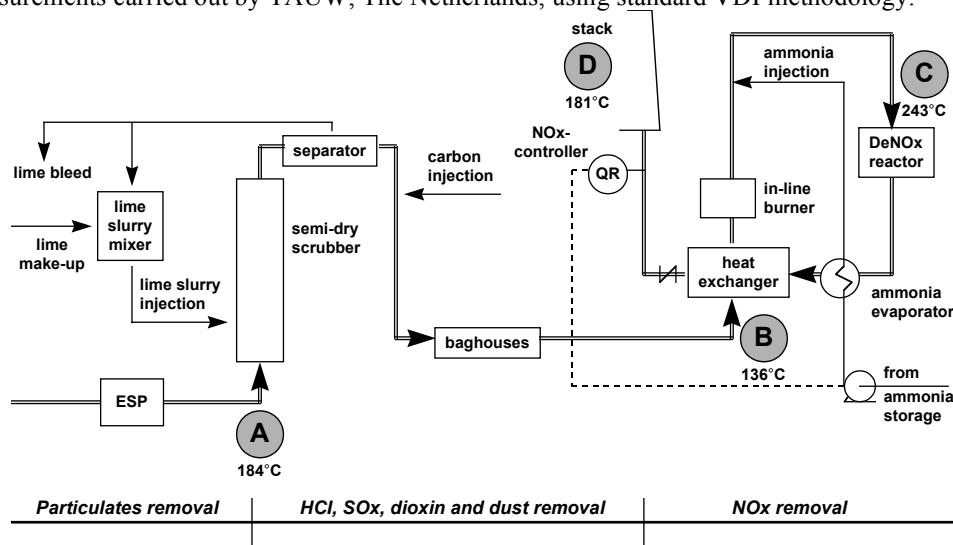 surements carried out by TAUW, The Netherlands, using standard VDI methodology.
stack
D
181°C
ammonia
injection
C
243°C
NOx-
controller
QR
DeNOx
reactor
separator
carbon
injection
in-line
burner
lime bleed
lime
slurry
mixer
semi-dry
scrubber
lime
make-up
heat
exchanger
lime slurry
injection
ammonia
evaporator
baghouses
B
136°C
from
ammonia
storage
ESP
A
184°C
Particulates removal
HCl, SOx, dioxin and dust removal
NOx removal